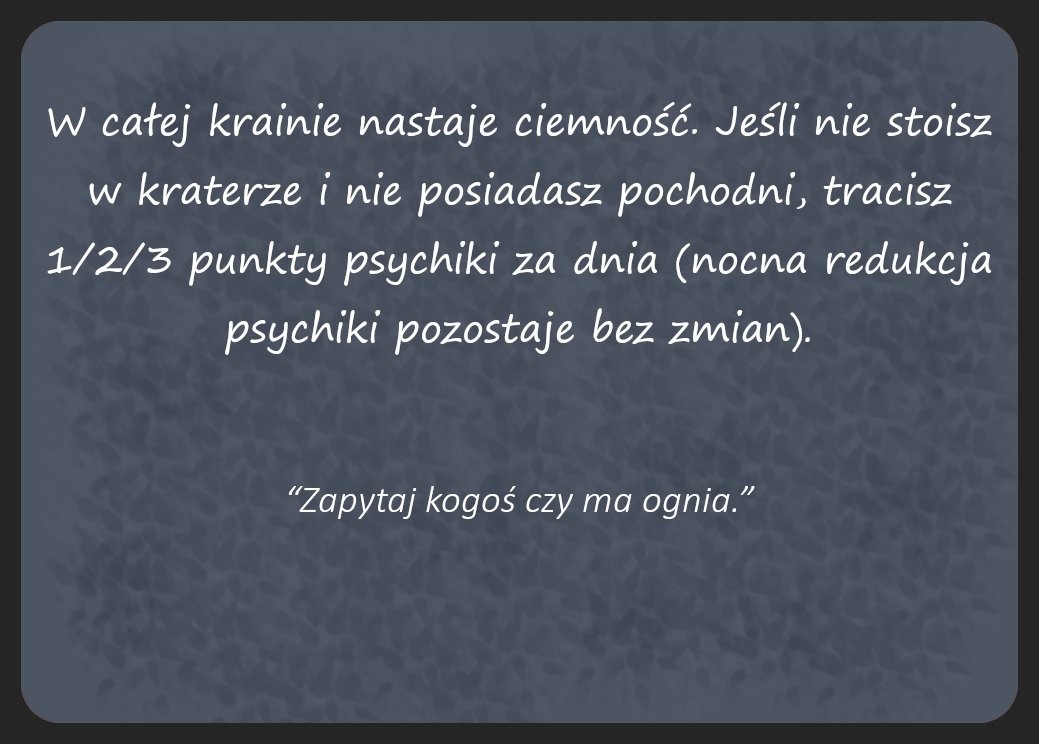 W całej krainie nastaje ciemność. Jeśli nie stoisz
w kraterze i nie posiadasz pochodni, tracisz
1/2/3 punkty psychiki za dnia (nocna redukcja
psychiki pozostaje bez zmian).
“Zapytaj kogoś czy ma ognia.”